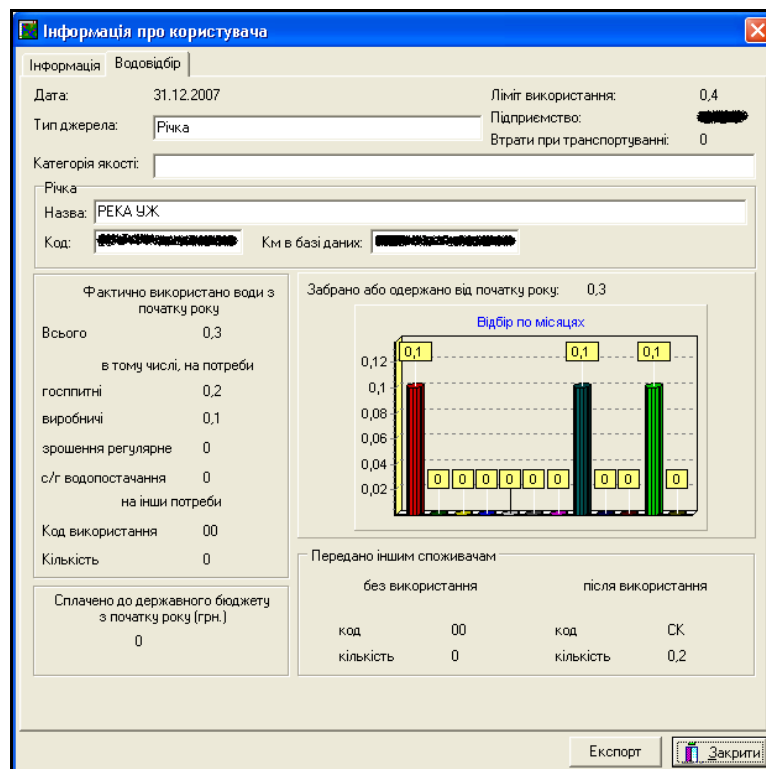 Інформація про користувача
Інформація Водовідбір
Дата: 31.12.2007 Ліміт використання: 0,4
Тип джерела: Річка Підприємство:
Втрати при транспортуванні: 0
Категорія якості:
Річка
Назва: РЕКА УЖ
Код: Км в базі даних:
Фактично використано води з
початку року
Всього 0,3
в тому числі, на потреби
госппитні 0,2
виробничі 0,1
зрошення регулярне 0
с/г водопостачання 0
на інши потреби
Код використання 00
Кількість 0
Сплачено до державного бюджету
з початку року (грн.)
0
Забрано або одержано від початку року: 0,3
Відбір по місяцях
0,12
0,1
0,08
0,06
0,04
0,02
0,1 0 0 0 0 0 0 0,1 0 0 0,1 0
Передано іншим споживачам
без використання після використання
код 00 код СК
кількість 0 кількість 0,2
Експорт Закрити